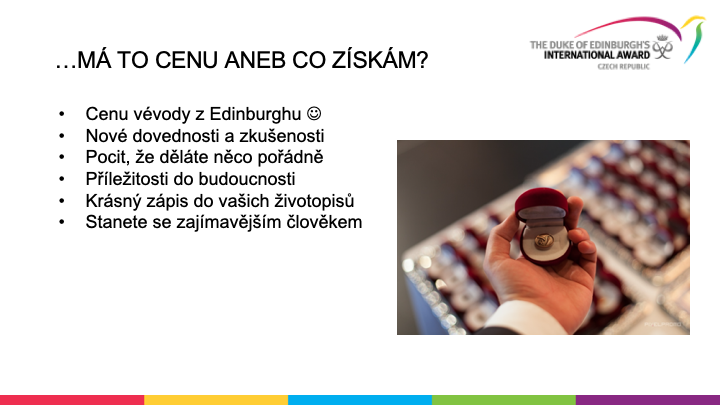 …MÁ TO CENU ANEB CO ZÍSKÁM?
THE DUKE OF EDINBURGH'S
INTERNATIONAL AWARD
CZECH REPUBLIC
• Cenu vévody z Edinburghu ☺
• Nové dovednosti a zkušenosti
• Pocit, že děláte něco pořádně
• Příležitosti do budoucnosti
• Krásný zápis do vašich životopisů
• Stanete se zajímavějším člověkem